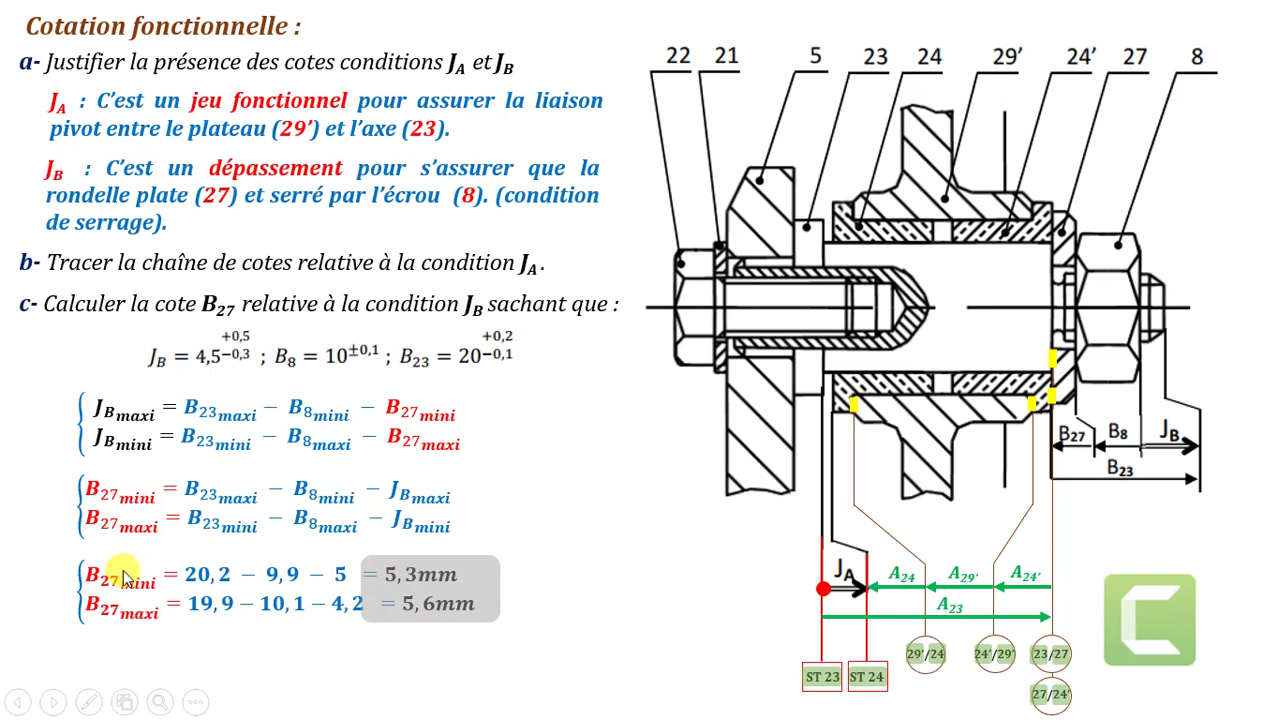 Cotation fonctionnelle :
a- Justifier la présence des cotes conditions JA et JB
JA : C'est un jeu fonctionnel pour assurer la liaison
pivot entre le plateau (29') et l'axe (23).
JB : C'est un dépassement pour s'assurer que la
rondelle plate (27) et serré par l'écrou (8). (condition
de serrage).
b- Tracer la chaîne de cotes relative à la condition JA.
c- Calculer la cote B27 relative à la condition JB sachant que :
JB = 4,5 +0,5 −0,3 ; B8 = 10 ±0,1 ; B23 = 20 +0,2 −0,1
JBmaxi = B23maxi − B8mini − B27mini
JBmini = B23mini − B8maxi − B27maxi
B27mini = B23maxi − B8mini − JBmaxi
B27maxi = B23mini − B8maxi − JBmini
B27mini = 20,2 − 9,9 − 5 = 5,3mm
B27maxi = 19,9 − 10,1 − 4,2 = 5,6mm
22 21 5 23 24 29' 24' 27 8
B27 B8 JB
B23
JA A24 A29' A24'
A23
29'/24 24'/29' 23/27
ST 23 ST 24
27/24'
C